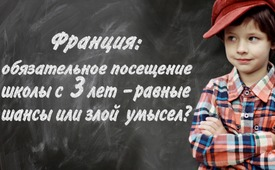 Франция:
обязательное посещение
школы с 3 лет - равные
шансы или злой умысел?